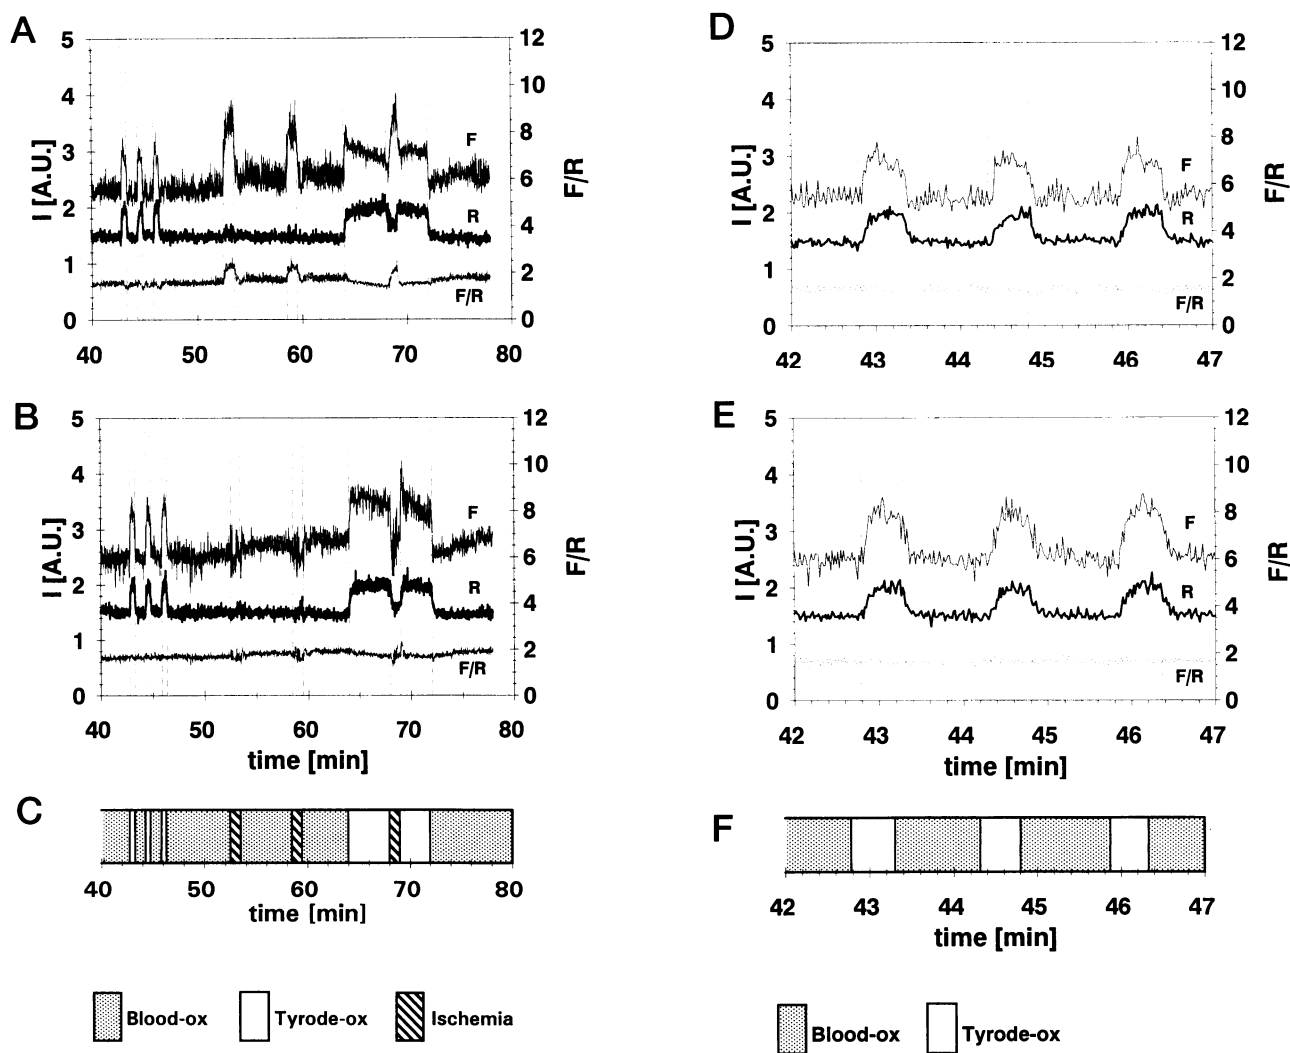 A
5
4
3
2
1
0
I [A.U.]
12
10
8
6
4
2
0
F/R
F
R
F/R
40 50 60 70 80
B
5
4
3
2
1
0
I [A.U.]
12
10
8
6
4
2
0
F/R
F
R
F/R
40 50 60 70 80
time [min]
C
40 50 60 70 80
time [min]
Blood-ox Tyrode-ox Ischemia
D
5
4
3
2
1
0
I [A.U.]
12
10
8
6
4
2
0
F/R
F
R
F/R
42 43 44 45 46 47
E
5
4
3
2
1
0
I [A.U.]
12
10
8
6
4
2
0
F/R
F
R
F/R
42 43 44 45 46 47
time [min]
F
42 43 44 45 46 47
time [min]
Blood-ox Tyrode-ox